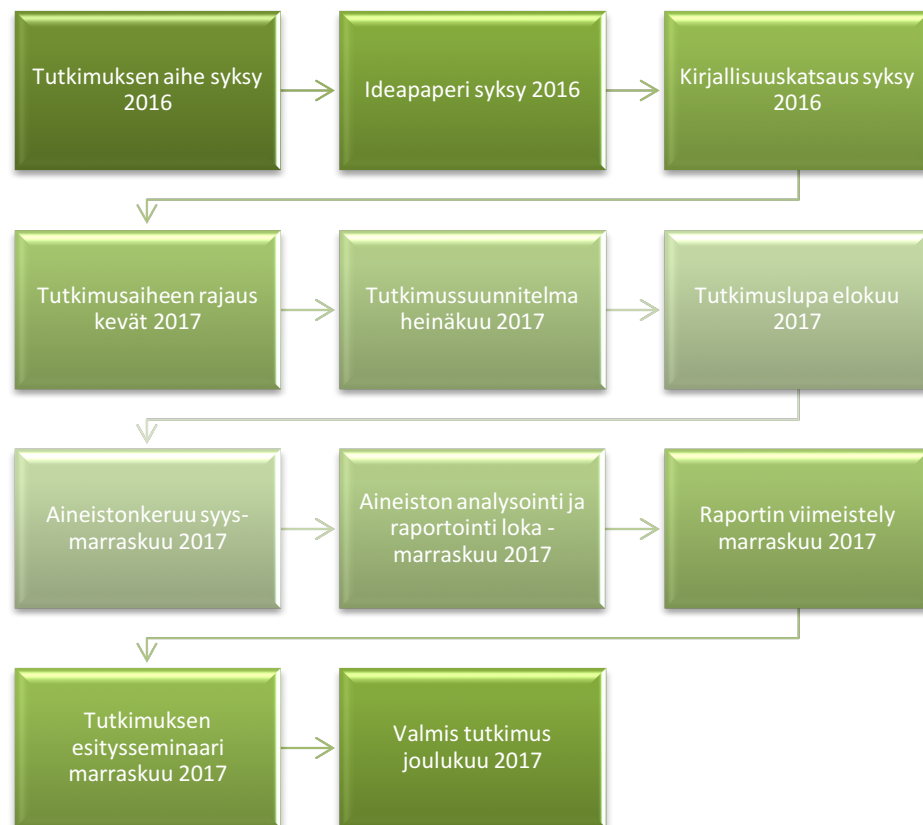 Tutkimuksen aihe syksy
2016
Ideapaperi syksy 2016
Kirjallisuuskatsaus syksy
2016
Tutkimusaiheen rajaus
kevät 2017
Tutkimussuunnitelma
heinäkuu 2017
Tutkimuslupa elokuu
2017
Aineistonkeruu syys-
marraskuu 2017
Aineiston analysointi ja
raportointi loka -
marraskuu 2017
Raportin viimeistely
marraskuu 2017
Tutkimuksen
esitysseminaari
marraskuu 2017
Valmis tutkimus
joulukuu 2017